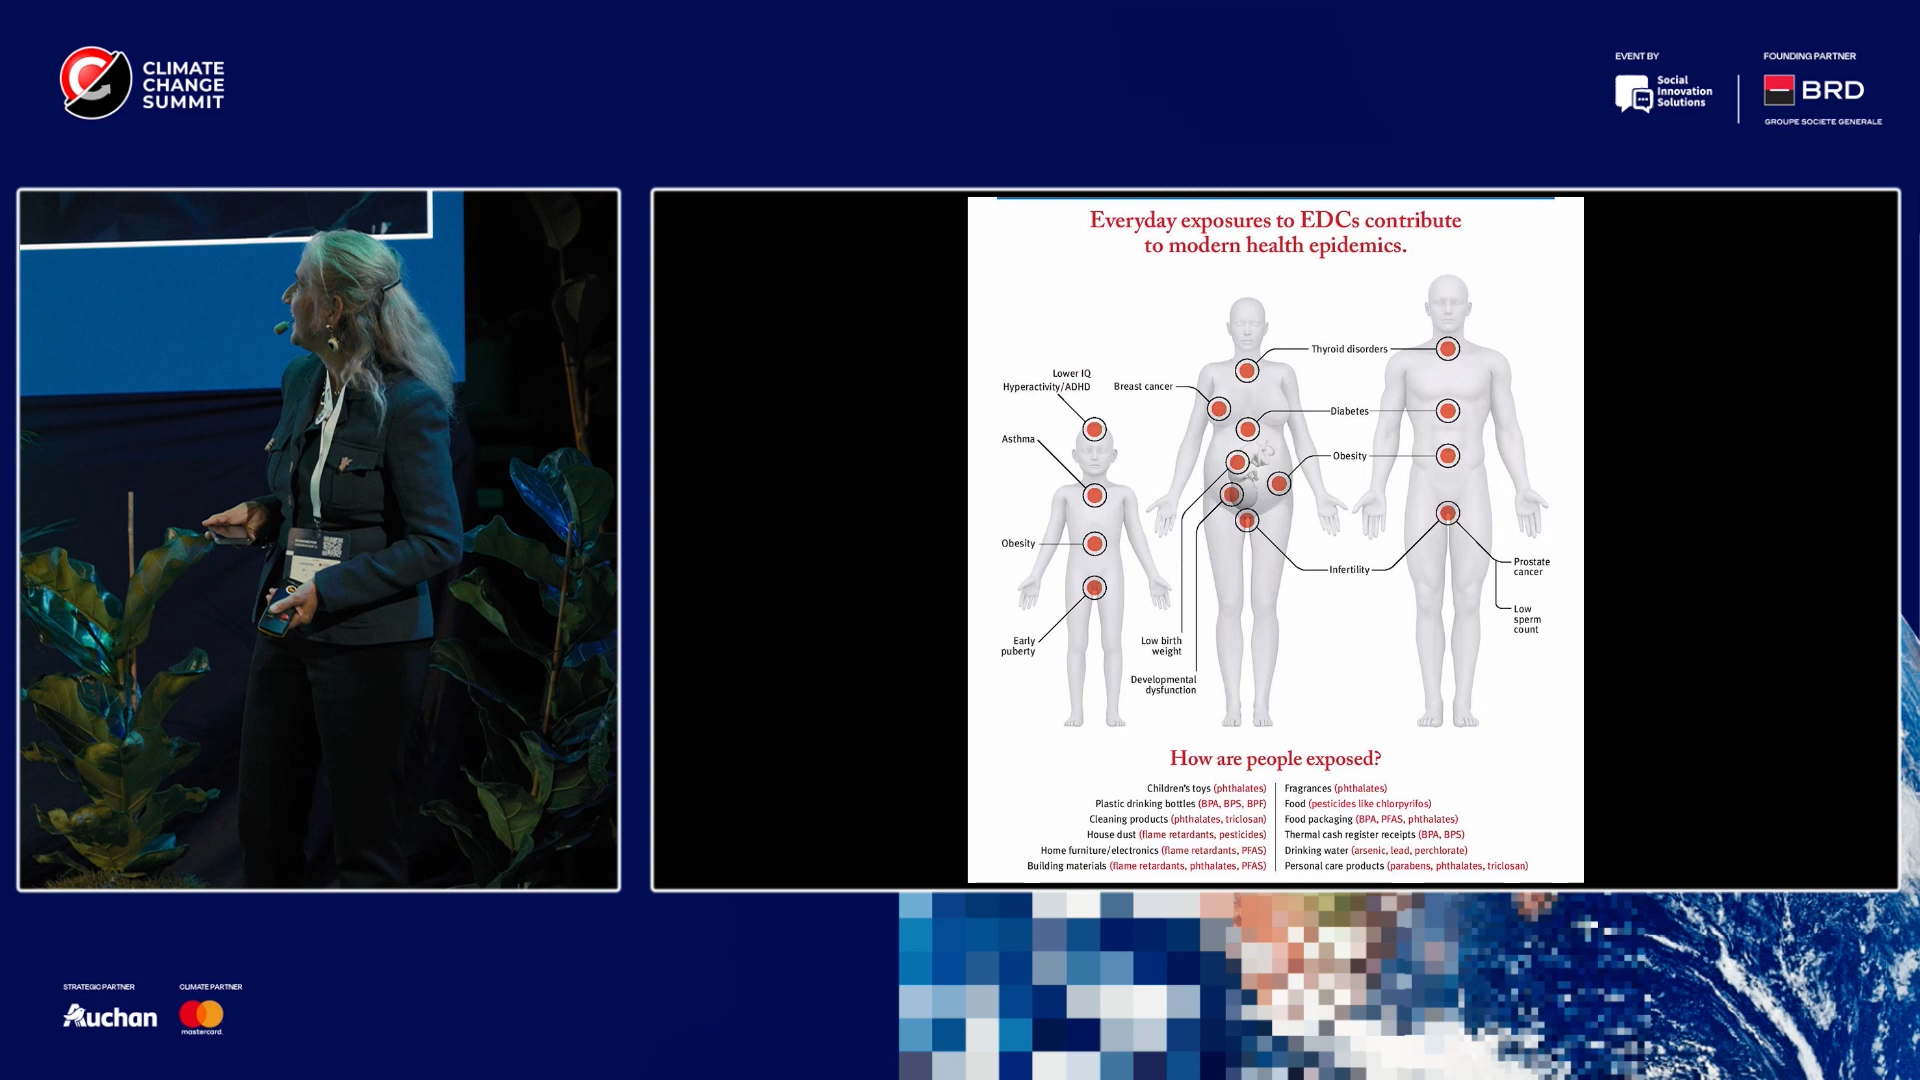 CLIMATE
CHANGE
SUMMIT
EVENT BY
Social
Innovation
Solutions
FOUNDING PARTNER
BRD
GROUPE SOCIETE GENERALE
Everyday exposures to EDCs contribute
to modern health epidemics.
Thyroid disorders
Lower IQ
Hyperactivity/ADHD
Breast cancer
Diabetes
Asthma
Obesity
Obesity
Infertility
Prostate
cancer
Low
sperm
count
Early
puberty
Low birth
weight
Developmental
dysfunction
How are people exposed?
Children's toys (phthalates)
Plastic drinking bottles (BPA, BPS, BPF)
Cleaning products (phthalates, triclosan)
House dust (flame retardants, pesticides)
Home furniture/electronics (flame retardants, PFAS)
Building materials (flame retardants, phthalates, PFAS)
Fragrances (phthalates)
Food (pesticides like chlorpyrifos)
Food packaging (BPA, PFAS, phthalates)
Thermal cash register receipts (BPA, BPS)
Drinking water (arsenic, lead, perchlorate)
Personal care products (parabens, phthalates, triclosan)
STRATEGIC PARTNER
Auchan
CLIMATE PARTNER
mastercard.